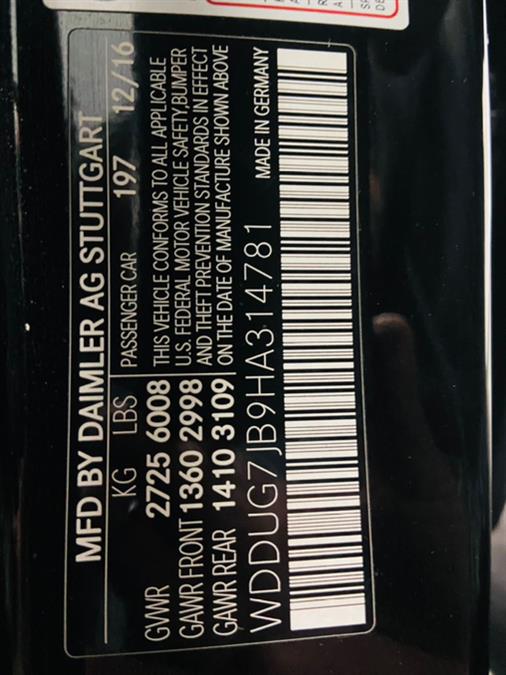 MFD BY DAIMLER AG STUTTGART
KG LBS PASSENGER CAR 197 12/16
GVWR 2725 6008 THIS VEHICLE CONFORMS TO ALL APPLICABLE
GAWR FRONT 1360 2998 U.S. FEDERAL MOTOR VEHICLE SAFETY,BUMPER
AND THEFT PREVENTION STANDARDS IN EFFECT
GAWR REAR 1410 3109 ON THE DATE OF MANUFACTURE SHOWN ABOVE
WDDUG7JB9HA314781 MADE IN GERMANY